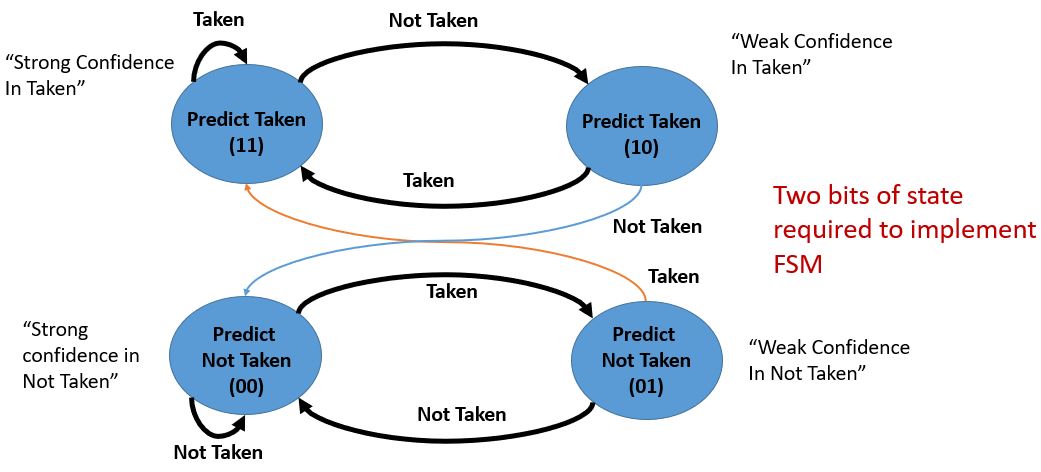 Taken
Not Taken
“Strong Confidence
In Taken”
“Weak Confidence
In Taken”
Predict Taken
(11)
Predict Taken
(10)
Taken
Two bits of state
required to implement
FSM
Not Taken
Taken
Taken
“Strong
confidence in
Not Taken”
Predict
Not Taken
(00)
Predict
Not Taken
(01)
“Weak Confidence
In Not Taken”
Not Taken
Not Taken